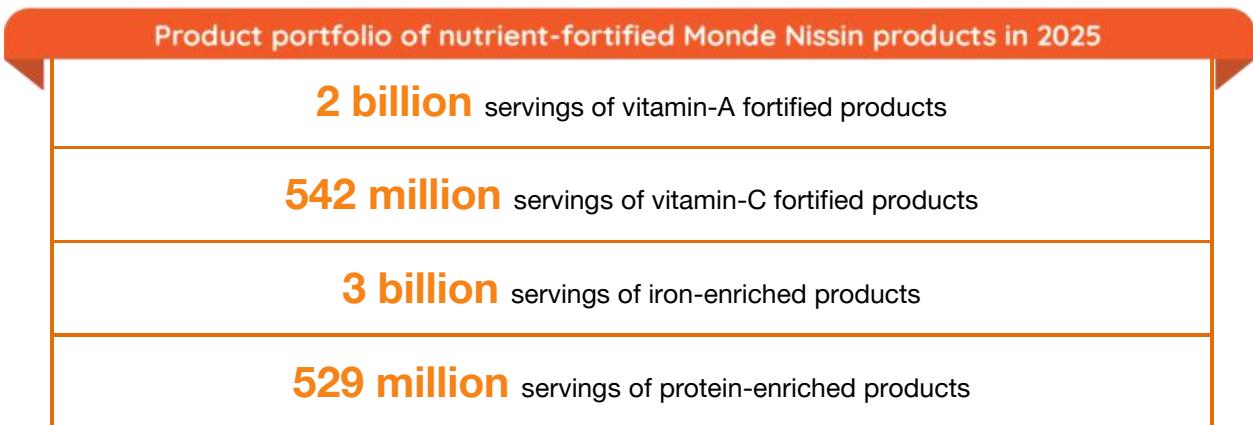 Product portfolio of nutrient-fortified Monde Nissin products in 2025
2 billion servings of vitamin-A fortified products
542 million servings of vitamin-C fortified products
3 billion servings of iron-enriched products
529 million servings of protein-enriched products